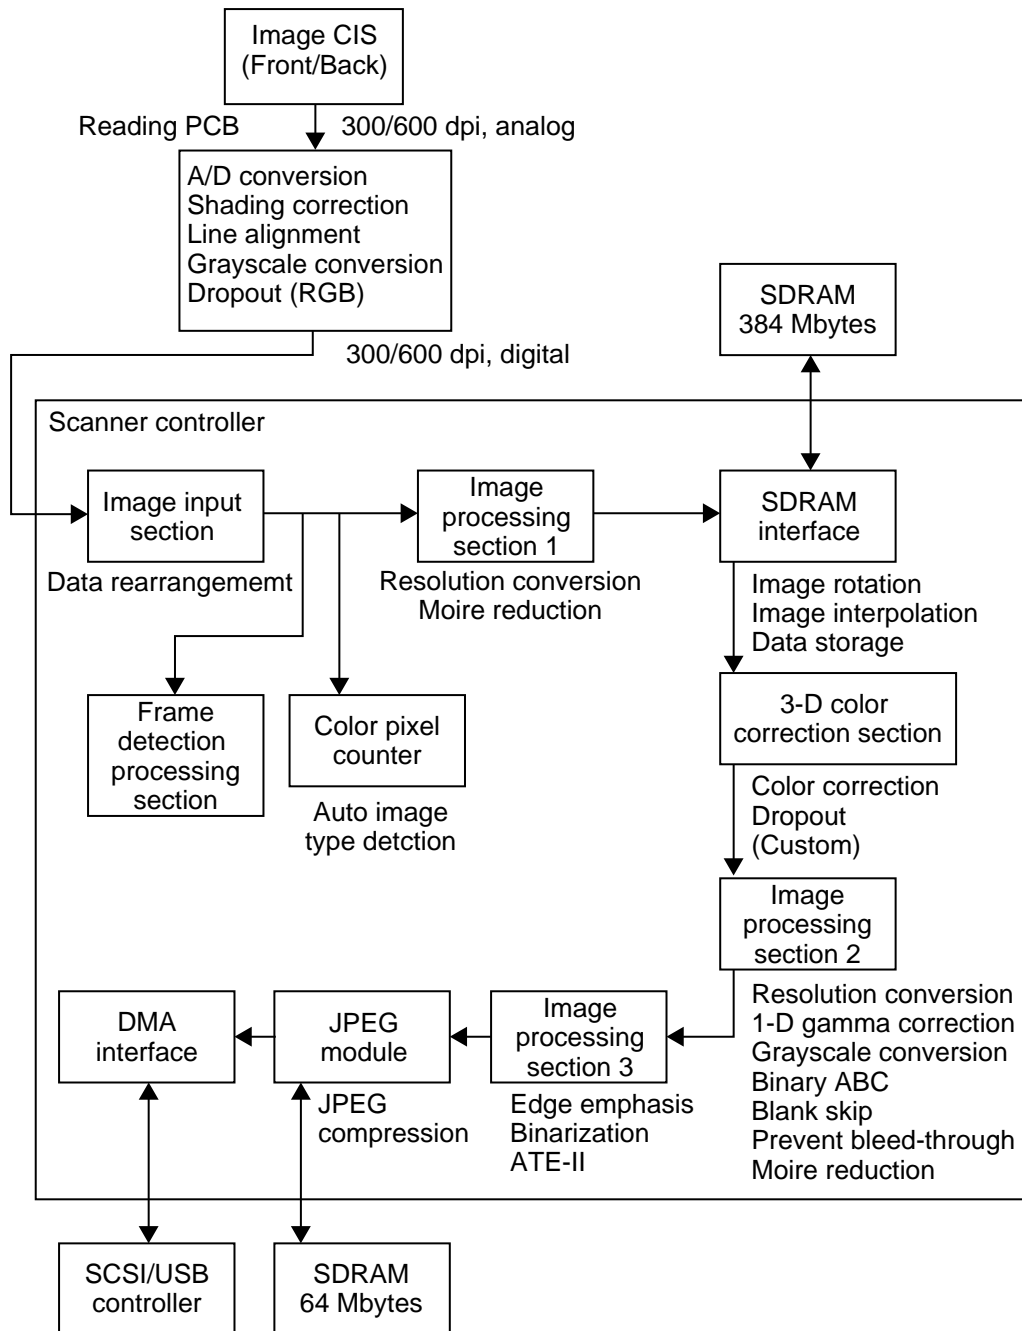 Image CIS
(Front/Back)
Reading PCB
300/600 dpi, analog
A/D conversion
Shading correction
Line alignment
Grayscale conversion
Dropout (RGB)
300/600 dpi, digital
SDRAM
384 Mbytes
Scanner controller
Image input
section
Data rearrangememt
Image
processing
section 1
Resolution conversion
Moire reduction
SDRAM
interface
Image rotation
Image interpolation
Data storage
Frame
detection
processing
section
Color pixel
counter
Auto image
type detction
3-D color
correction section
Color correction
Dropout
(Custom)
Image
processing
section 2
Resolution conversion
1-D gamma correction
Grayscale conversion
Binary ABC
Blank skip
Prevent bleed-through
Moire reduction
Image
processing
section 3
Edge emphasis
Binarization
ATE-II
JPEG
module
JPEG
compression
DMA
interface
SCSI/USB
controller
SDRAM
64 Mbytes